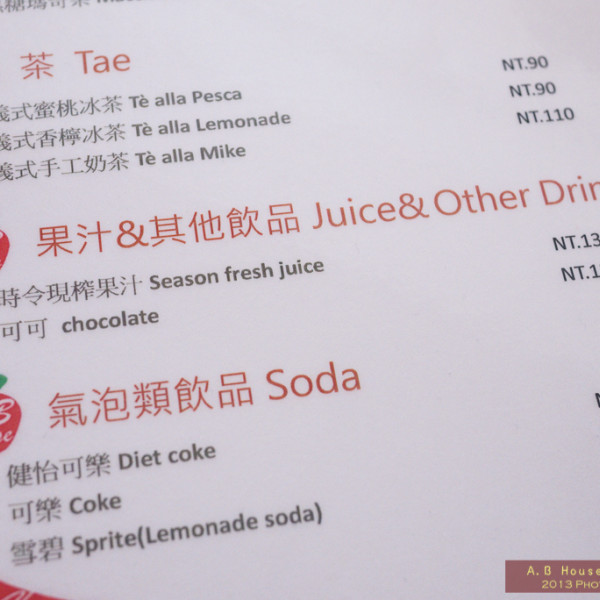 茶 Tae
義式蜜桃冰茶 Tè alla Pesca NT.90
義式香檸冰茶 Tè alla Lemonade NT.90
義式手工奶茶 Tè alla Mike NT.110
果汁&其他飲品 Juice& Other
時令現榨果汁 Season fresh juice
可可 chocolate
氣泡類飲品 Soda
健怡可樂 Diet coke
可樂 Coke
雪碧 Sprite(Lemonade soda)
A.B House
2013